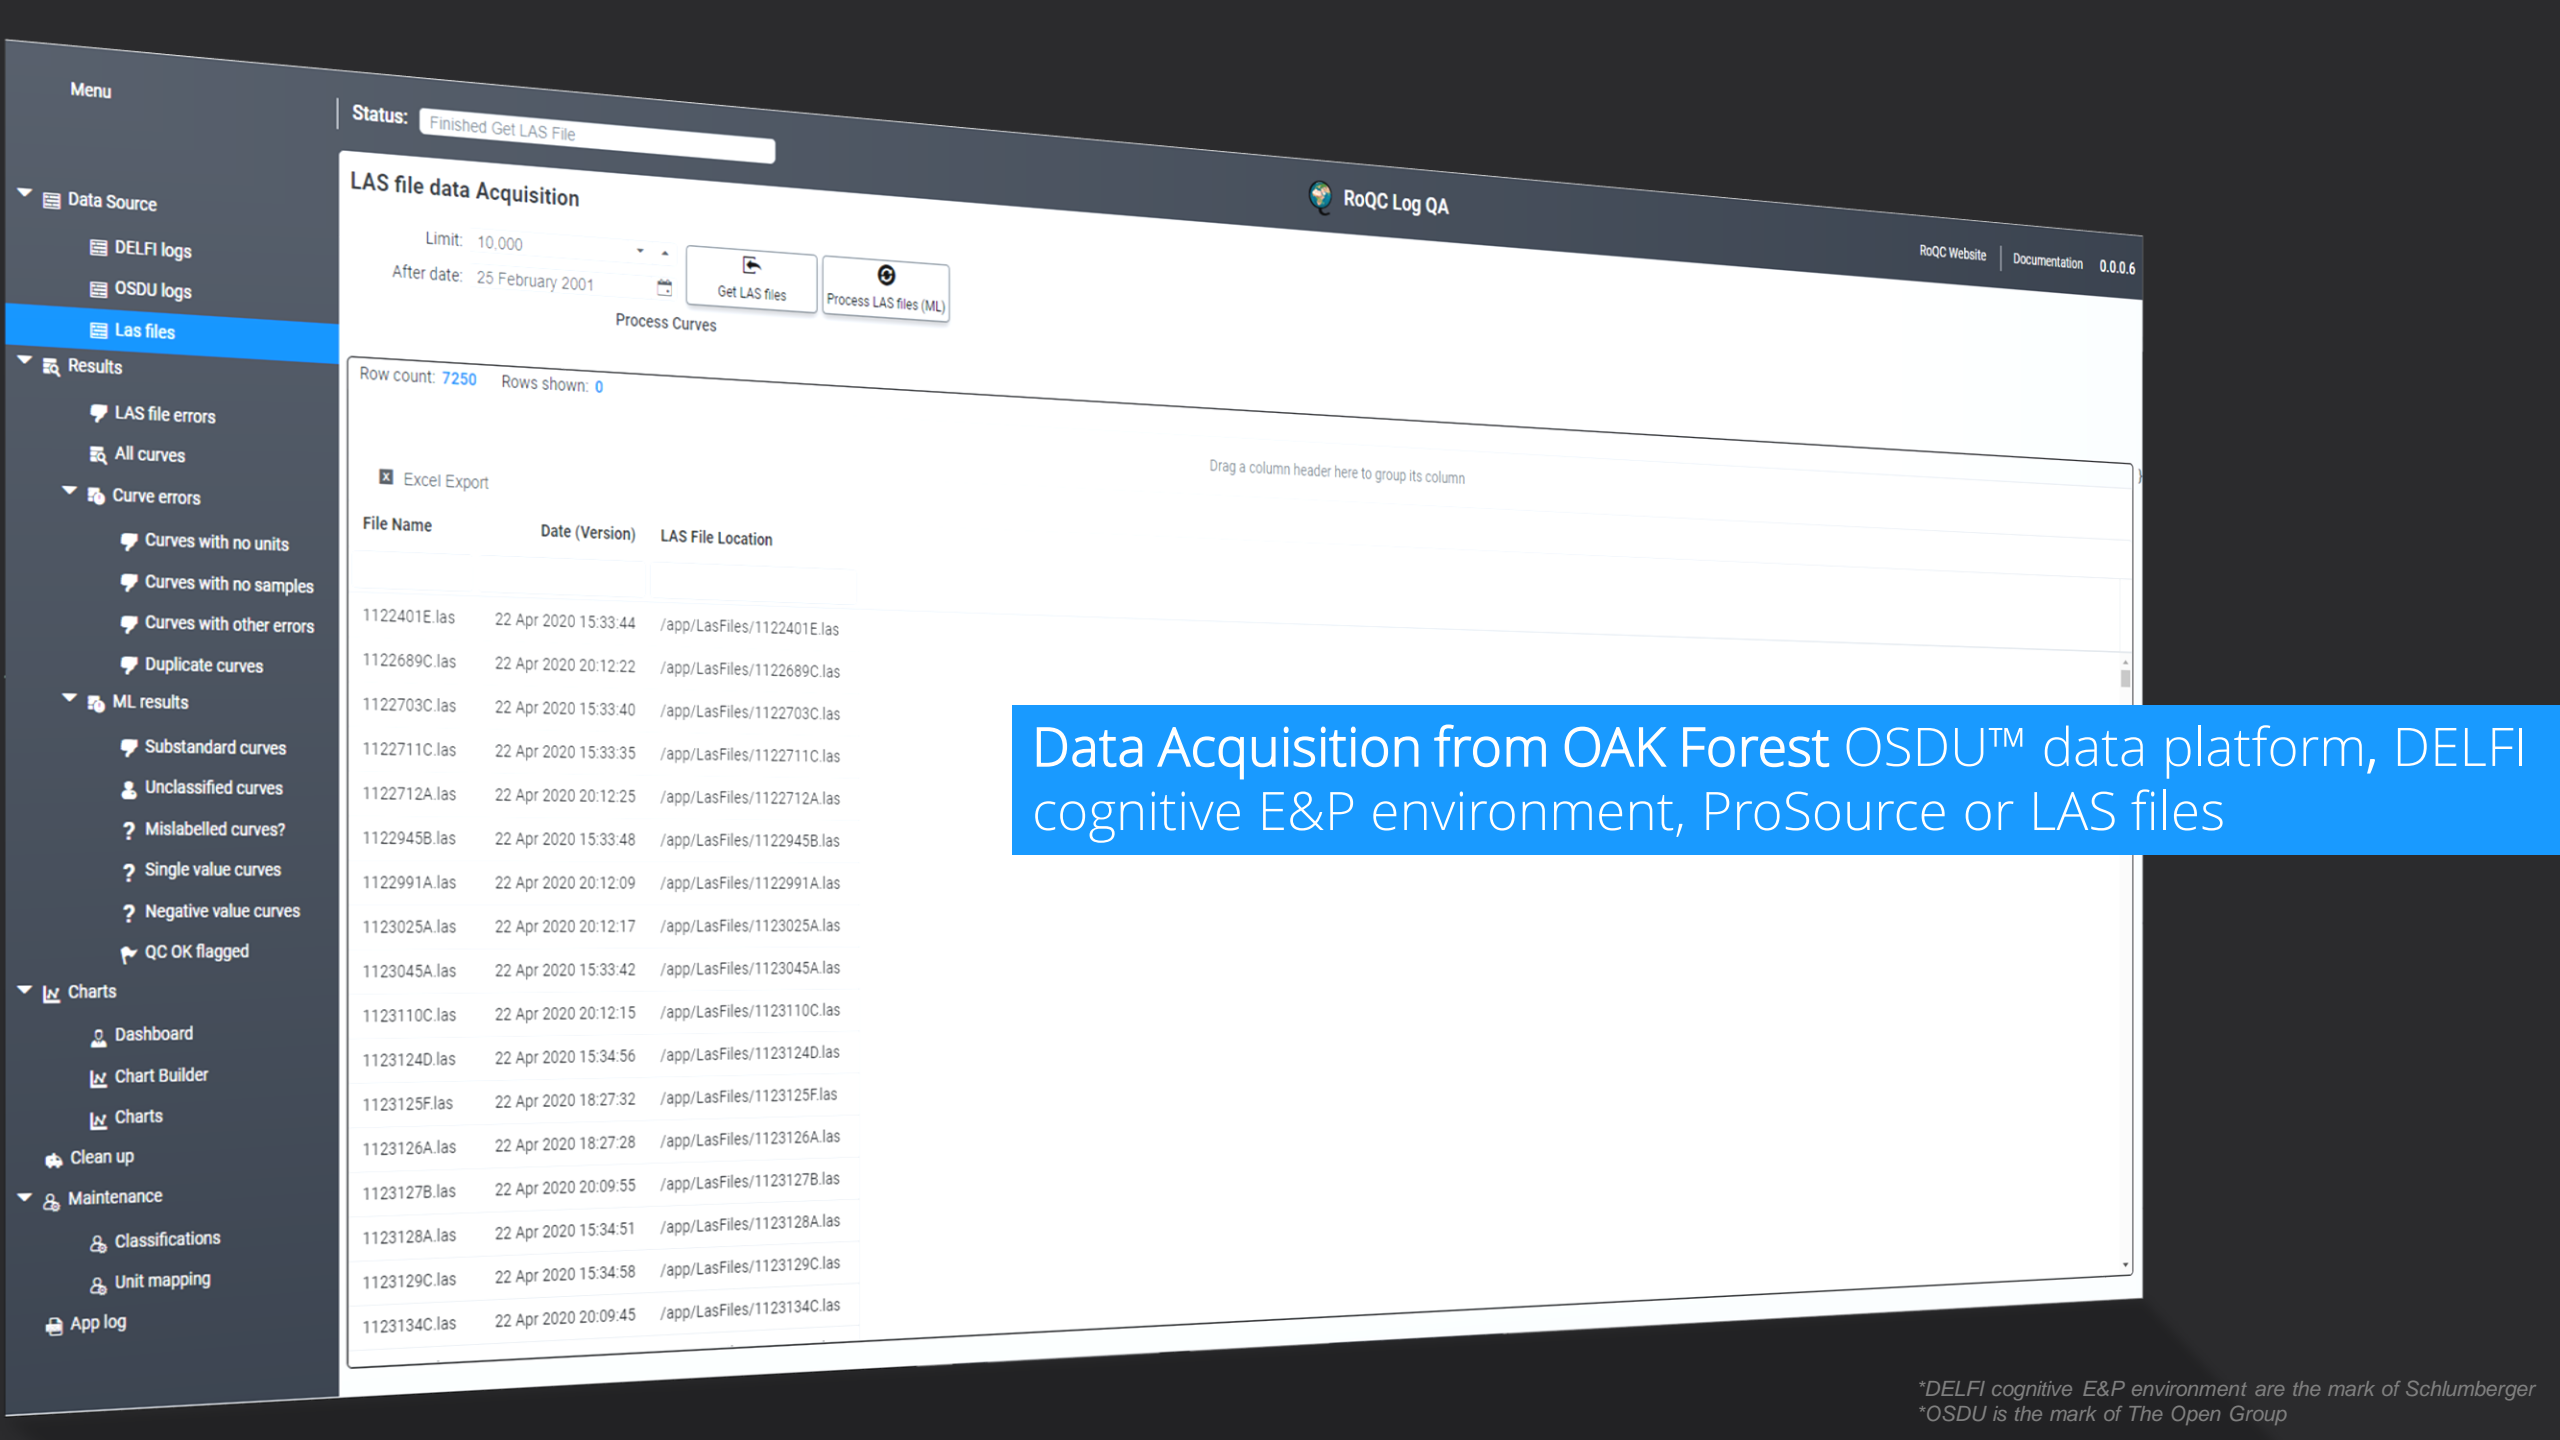 Menu
Status: Finished Get LAS File
RoQC Log QA
RoQC Website | Documentation 0.0.0.6
Data Source
DELFI logs
OSDU logs
Las files
Results
LAS file errors
All curves
Curve errors
Curves with no units
Curves with no samples
Curves with other errors
Duplicate curves
ML results
Substandard curves
Unclassified curves
Mislabelled curves?
Single value curves
Negative value curves
QC OK flagged
Charts
Dashboard
Chart Builder
Charts
Clean up
Maintenance
Classifications
Unit mapping
App log
LAS file data Acquisition
Limit: 10,000
After date: 25 February 2001
Get LAS files
Process LAS files (ML)
Process Curves
Row count: 7250 Rows shown: 0
Drag a column header here to group its column
Excel Export
File Name Date (Version) LAS File Location
1122401E.las 22 Apr 2020 15:33:44 /app/LasFiles/1122401E.las
1122689C.las 22 Apr 2020 20:12:22 /app/LasFiles/1122689C.las
1122703C.las 22 Apr 2020 15:33:40 /app/LasFiles/1122703C.las
1122711C.las 22 Apr 2020 15:33:35 /app/LasFiles/1122711C.las
1122712A.las 22 Apr 2020 20:12:25 /app/LasFiles/1122712A.las
1122945B.las 22 Apr 2020 15:33:48 /app/LasFiles/1122945B.las
1122991A.las 22 Apr 2020 20:12:09 /app/LasFiles/1122991A.las
1123025A.las 22 Apr 2020 20:12:17 /app/LasFiles/1123025A.las
1123045A.las 22 Apr 2020 15:33:42 /app/LasFiles/1123045A.las
1123110C.las 22 Apr 2020 20:12:15 /app/LasFiles/1123110C.las
1123124D.las 22 Apr 2020 15:34:56 /app/LasFiles/1123124D.las
1123125F.las 22 Apr 2020 18:27:32 /app/LasFiles/1123125F.las
1123126A.las 22 Apr 2020 18:27:28 /app/LasFiles/1123126A.las
1123127B.las 22 Apr 2020 20:09:55 /app/LasFiles/1123127B.las
1123128A.las 22 Apr 2020 15:34:51 /app/LasFiles/1123128A.las
1123129C.las 22 Apr 2020 15:34:58 /app/LasFiles/1123129C.las
1123134C.las 22 Apr 2020 20:09:45 /app/LasFiles/1123134C.las
Data Acquisition from OAK Forest OSDU™ data platform, DELFI
cognitive E&P environment, ProSource or LAS files
*DELFI cognitive E&P environment are the mark of Schlumberger
*OSDU is the mark of The Open Group